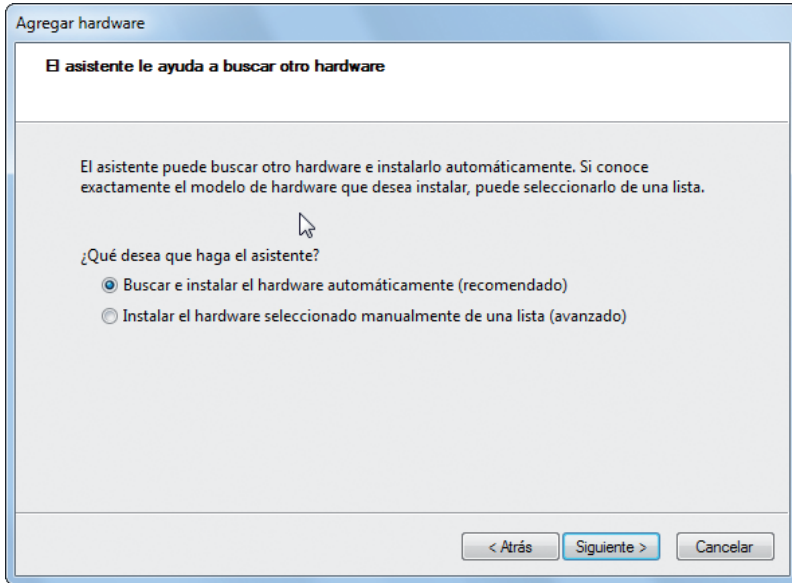 Agregar hardware
El asistente le ayuda a buscar otro hardware
El asistente puede buscar otro hardware e instalarlo automáticamente. Si conoce
exactamente el modelo de hardware que desea instalar, puede seleccionarlo de una lista.
¿Qué desea que haga el asistente?
Buscar e instalar el hardware automáticamente (recomendado)
Instalar el hardware seleccionado manualmente de una lista (avanzado)
< Atrás Siguiente > Cancelar